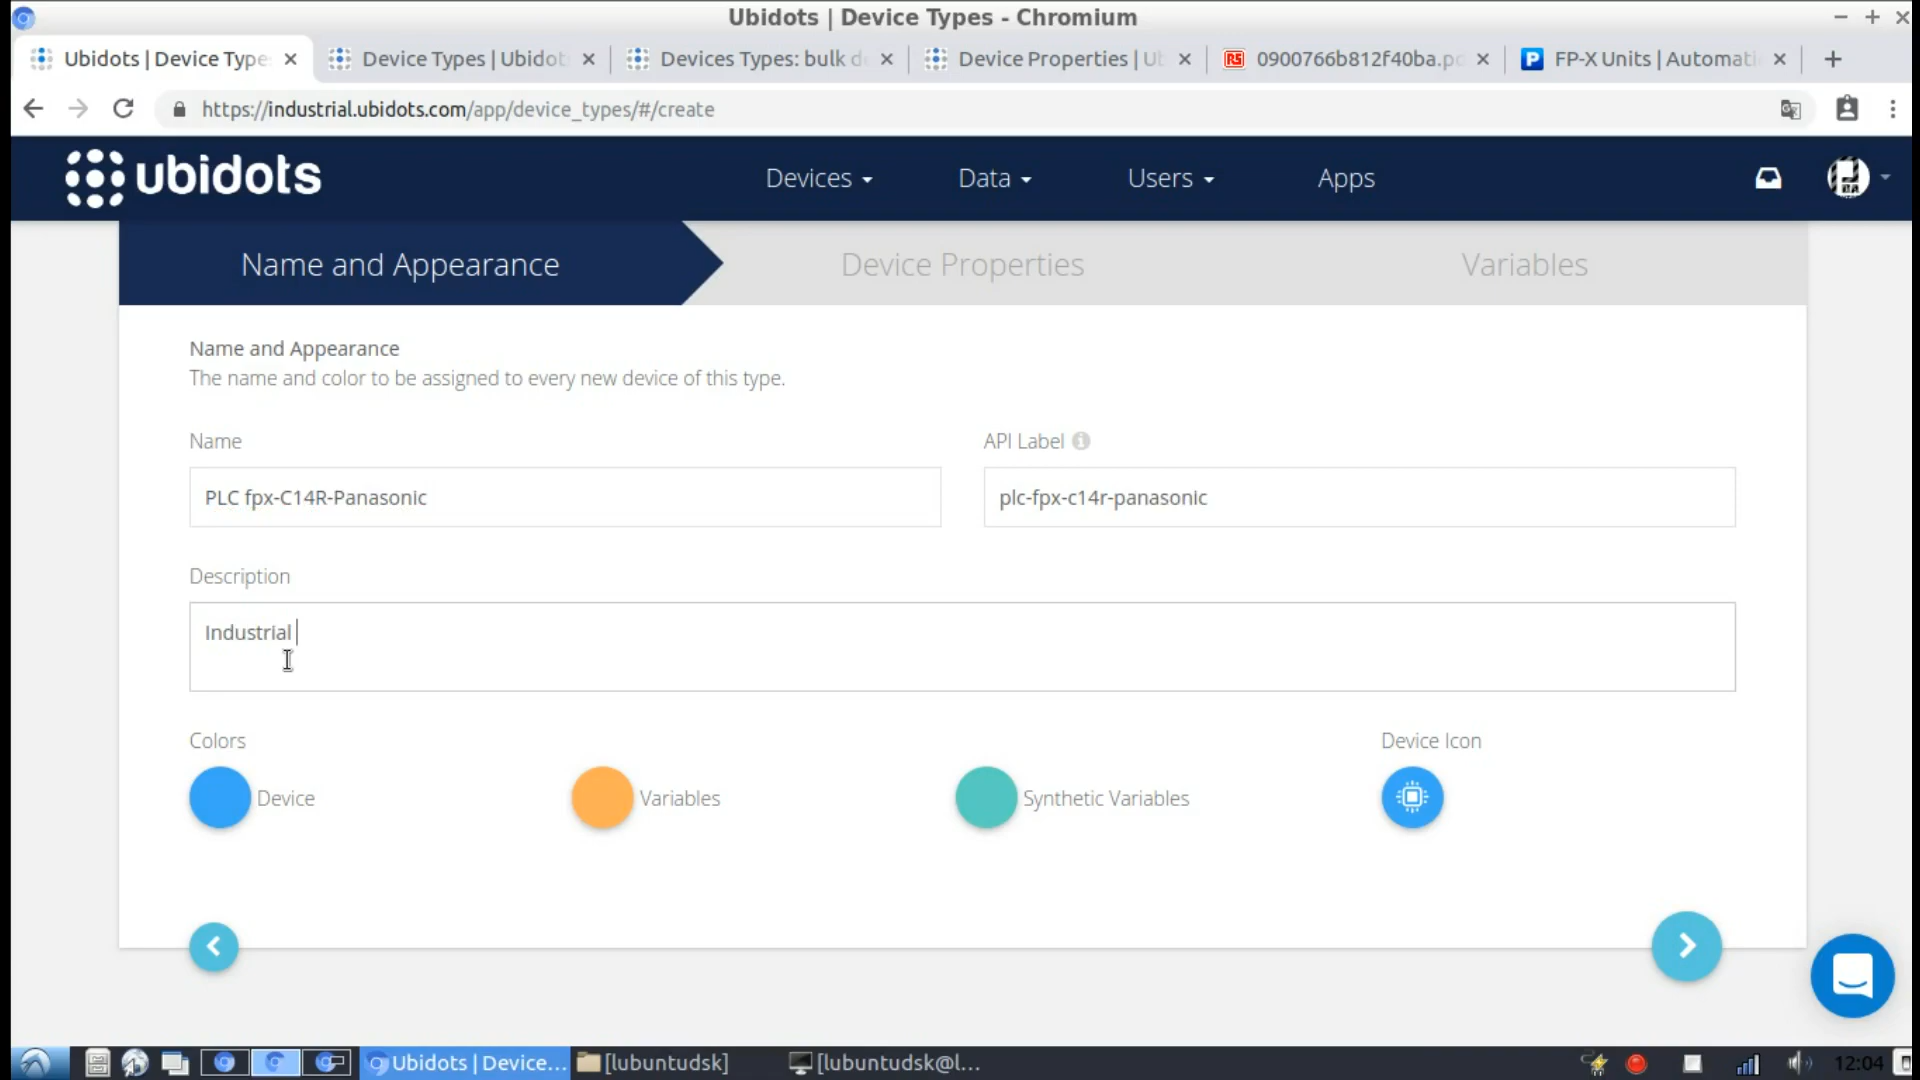 Ubidots | Device Types - Chromium
Ubidots | Device Type
Device Types | Ubidot
Devices Types: bulk d
Device Properties | Ub
RS 0900766b812f40ba.p
P FP-X Units | Automati
https://industrial.ubidots.com/app/device_types/#/create
ubidots
Devices
Data
Users
Apps
Name and Appearance
Device Properties
Variables
Name and Appearance
The name and color to be assigned to every new device of this type.
Name
API Label
PLC fpx-C14R-Panasonic
plc-fpx-c14r-panasonic
Description
Industrial
Colors
Device Icon
Device
Variables
Synthetic Variables
Ubidots | Device...
[lubuntudsk]
[lubuntudsk@l...
12:04